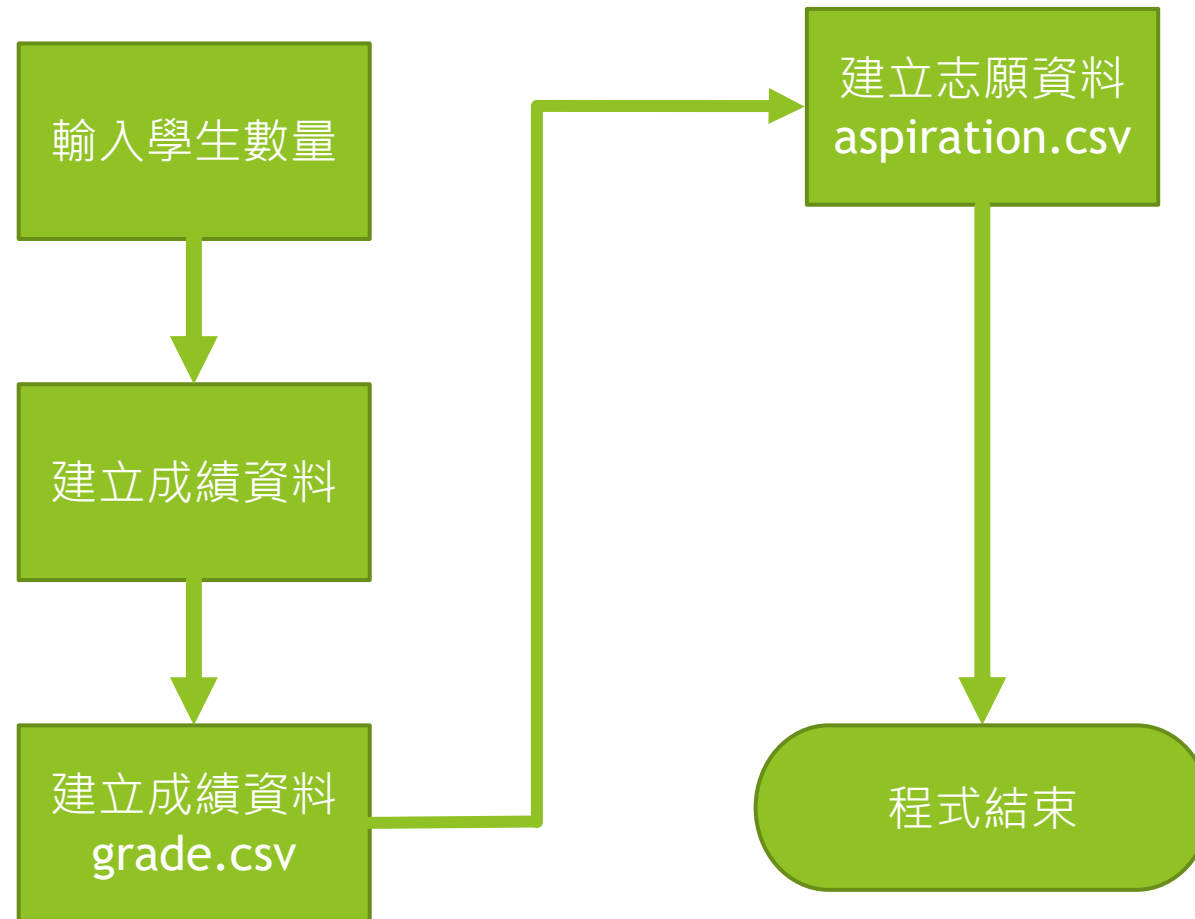 輸入學生數量
建立成績資料
建立成績資料
grade.csv
建立志願資料
aspiration.csv
程式結束